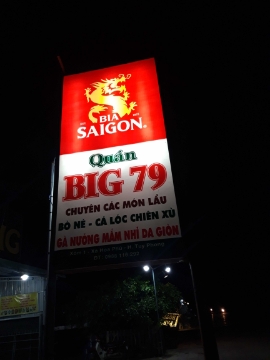 BIA
SAIGON
Quán
BIG 79
CHUYÊN CÁC MÓN LẨU
BÒ NÉ - CÁ LÓC CHIÊN XÙ
GÀ NƯỚNG MẮM NHĨ DA GIÒN